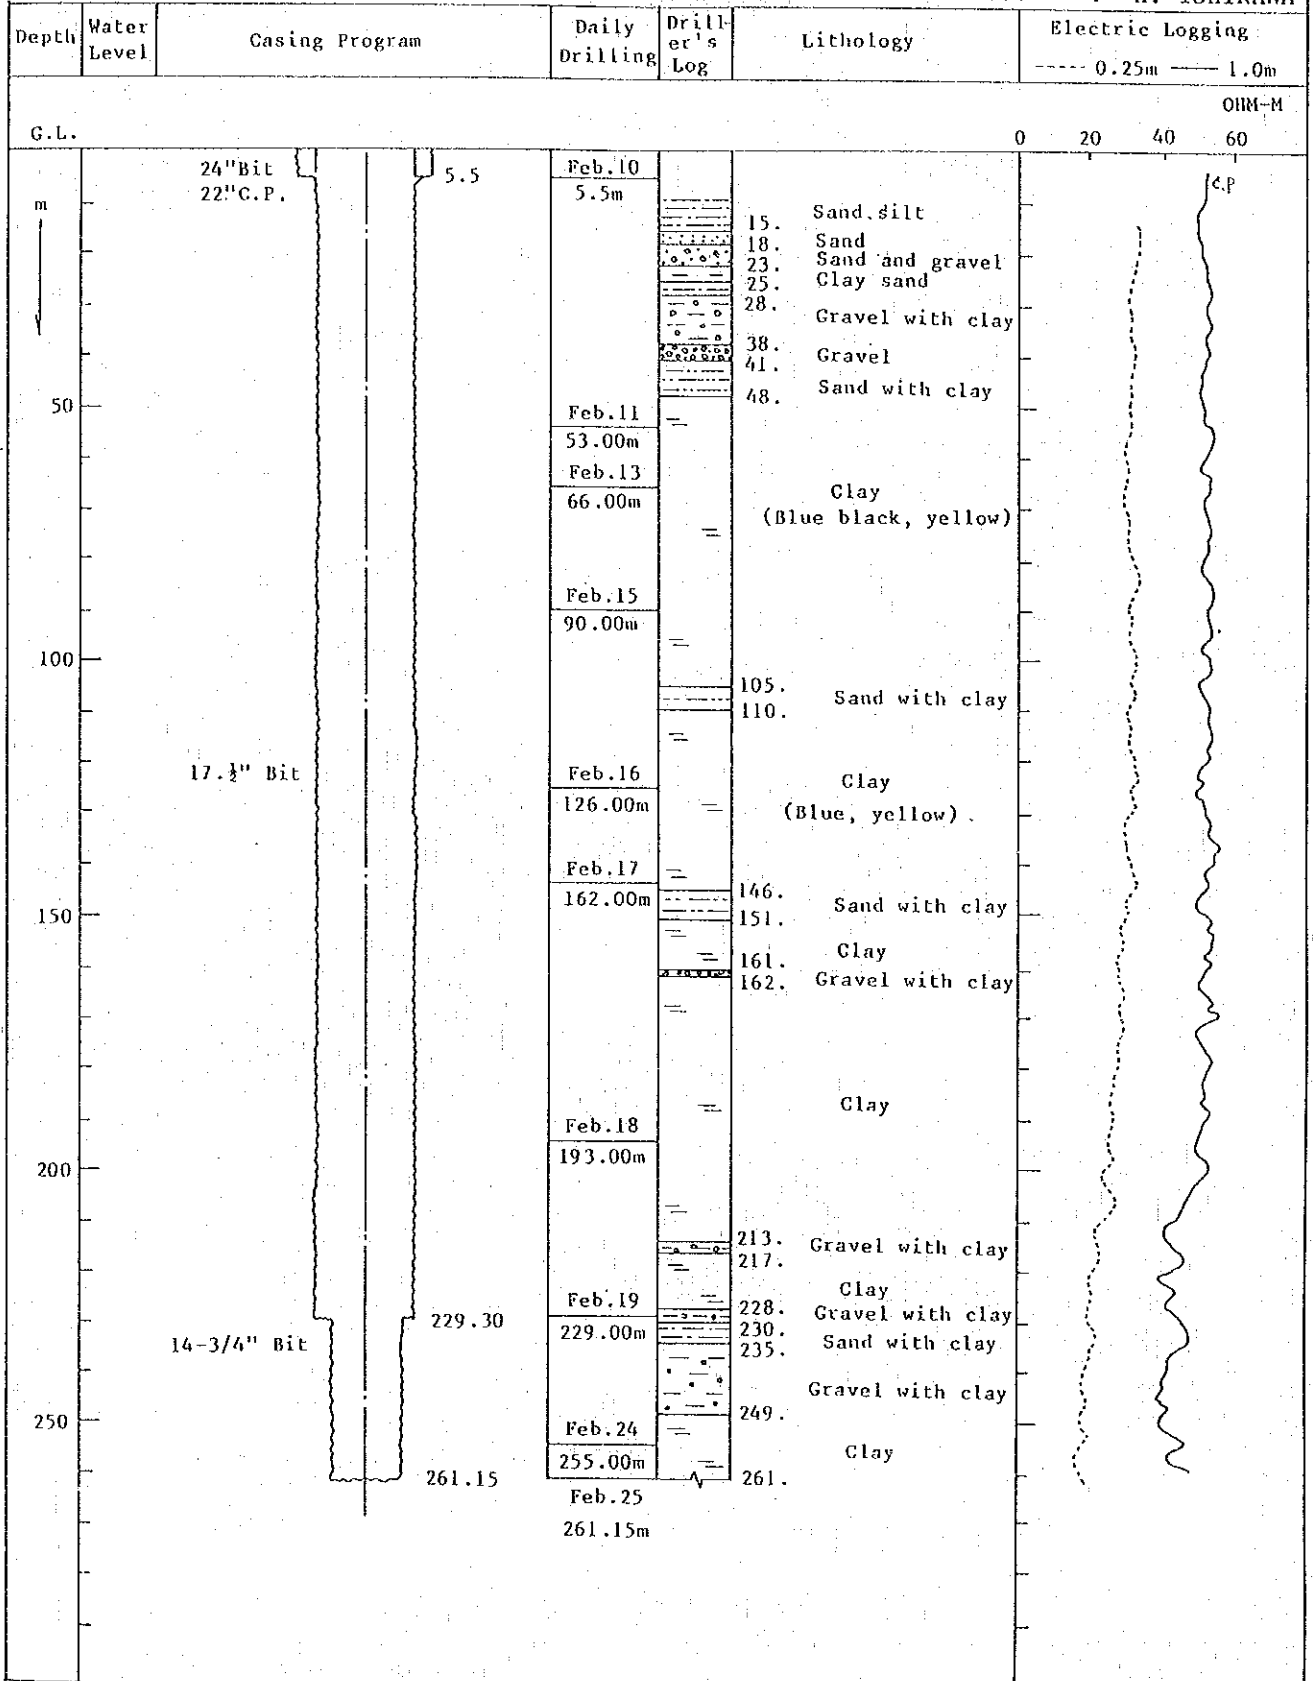 Depth
Water Level
Casing Program
Daily Drilling
Drill-er's Log
Lithology
Electric Logging
----- 0.25m —— 1.0m
OHM-M
G.L.
0 20 40 60
24"Bit
22"C.P.
5.5
Feb.10
5.5m
C.P
m
15. Sand.silt
18. Sand
23. Sand and gravel
25. Clay sand
28.
Gravel with clay
38.
Gravel
41.
Sand with clay
48.
50
Feb.11
53.00m
Feb.13
66.00m
Clay
(Blue black, yellow)
Feb.15
90.00m
100
105.
Sand with clay
110.
17.½" Bit
Feb.16
126.00m
Clay
(Blue, yellow).
Feb.17
162.00m
146.
Sand with clay
151.
150
Clay
161.
162. Gravel with clay
Clay
Feb.18
193.00m
200
213.
Gravel with clay
217.
Clay
Feb.19
229.00m
228.
Gravel with clay
229.30
230.
Sand with clay
235.
14-3/4" Bit
Gravel with clay
249.
250
Feb.24
255.00m
Clay
261.15
261.
Feb.25
261.15m